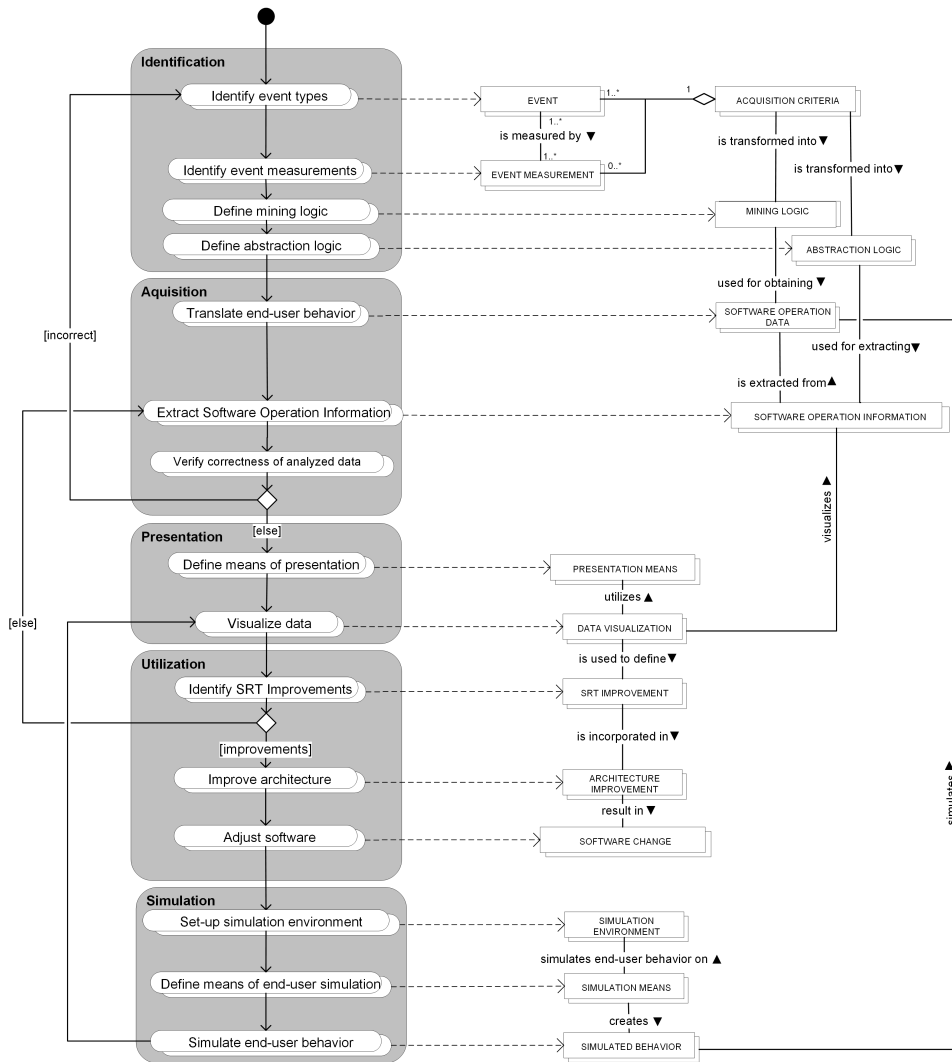 Identification
Identify event types
EVENT
1..*
1
ACQUISITION CRITERIA
1..*
is measured by ▼
is transformed into▼
1..*
Identify event measurements
EVENT MEASUREMENT
0..*
is transformed into▼
Define mining logic
MINING LOGIC
Define abstraction logic
ABSTRACTION LOGIC
Aquisition
used for obtaining ▼
Translate end-user behavior
SOFTWARE OPERATION
DATA
[incorrect]
used for extracting▼
is extracted from▲
Extract Software Operation Information
SOFTWARE OPERATION INFORMATION
Verify correctness of analyzed data
visualizes ▲
[else]
Presentation
Define means of presentation
PRESENTATION MEANS
utilizes ▲
[else]
Visualize data
DATA VISUALIZATION
is used to define▼
Utilization
Identify SRT Improvements
SRT IMPROVEMENT
is incorporated in▼
[improvements]
Improve architecture
ARCHITECTURE
IMPROVEMENT
simulates ▲
result in ▼
Adjust software
SOFTWARE CHANGE
Simulation
Set-up simulation environment
SIMULATION
ENVIRONMENT
simulates end-user behavior on ▲
Define means of end-user simulation
SIMULATION MEANS
creates ▼
Simulate end-user behavior
SIMULATED BEHAVIOR